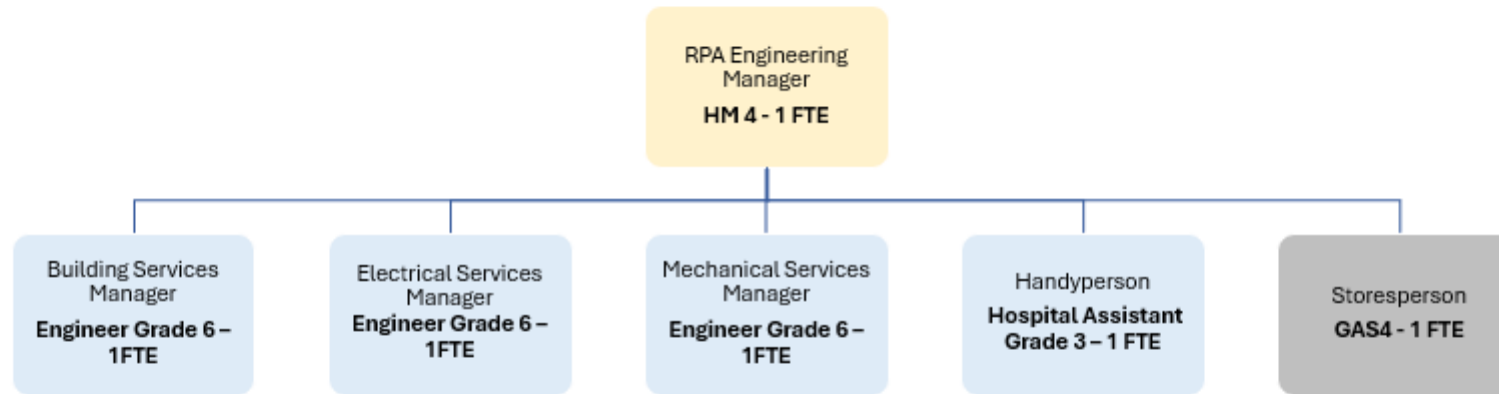 RPA Engineering
Manager
HM 4 - 1 FTE
Building Services
Manager
Engineer Grade 6 –
1FTE
Electrical Services
Manager
Engineer Grade 6 –
1FTE
Mechanical Services
Manager
Engineer Grade 6 –
1FTE
Handyperson
Hospital Assistant
Grade 3 – 1 FTE
Storesperson
GAS4 - 1 FTE